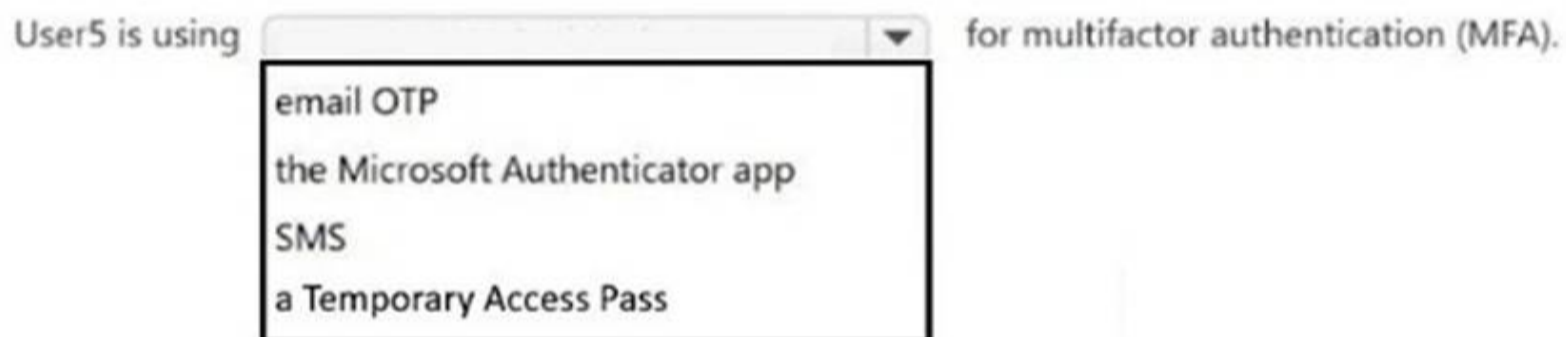 User5 is using for multifactor authentication (MFA).
email OTP
the Microsoft Authenticator app
SMS
a Temporary Access Pass